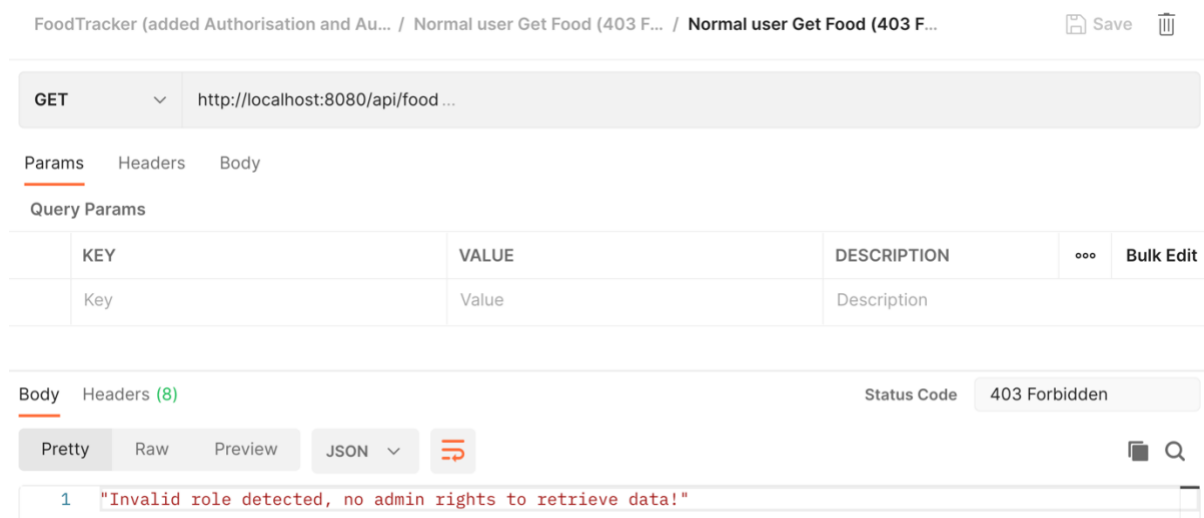 FoodTracker (added Authorisation and Au... / Normal user Get Food (403 F... / Normal user Get Food (403 F...
Save
GET http://localhost:8080/api/food ...
Params Headers Body
Query Params
KEY VALUE DESCRIPTION ooo Bulk Edit
Key Value Description
Body Headers (8) Status Code 403 Forbidden
Pretty Raw Preview JSON
1 "Invalid role detected, no admin rights to retrieve data!"